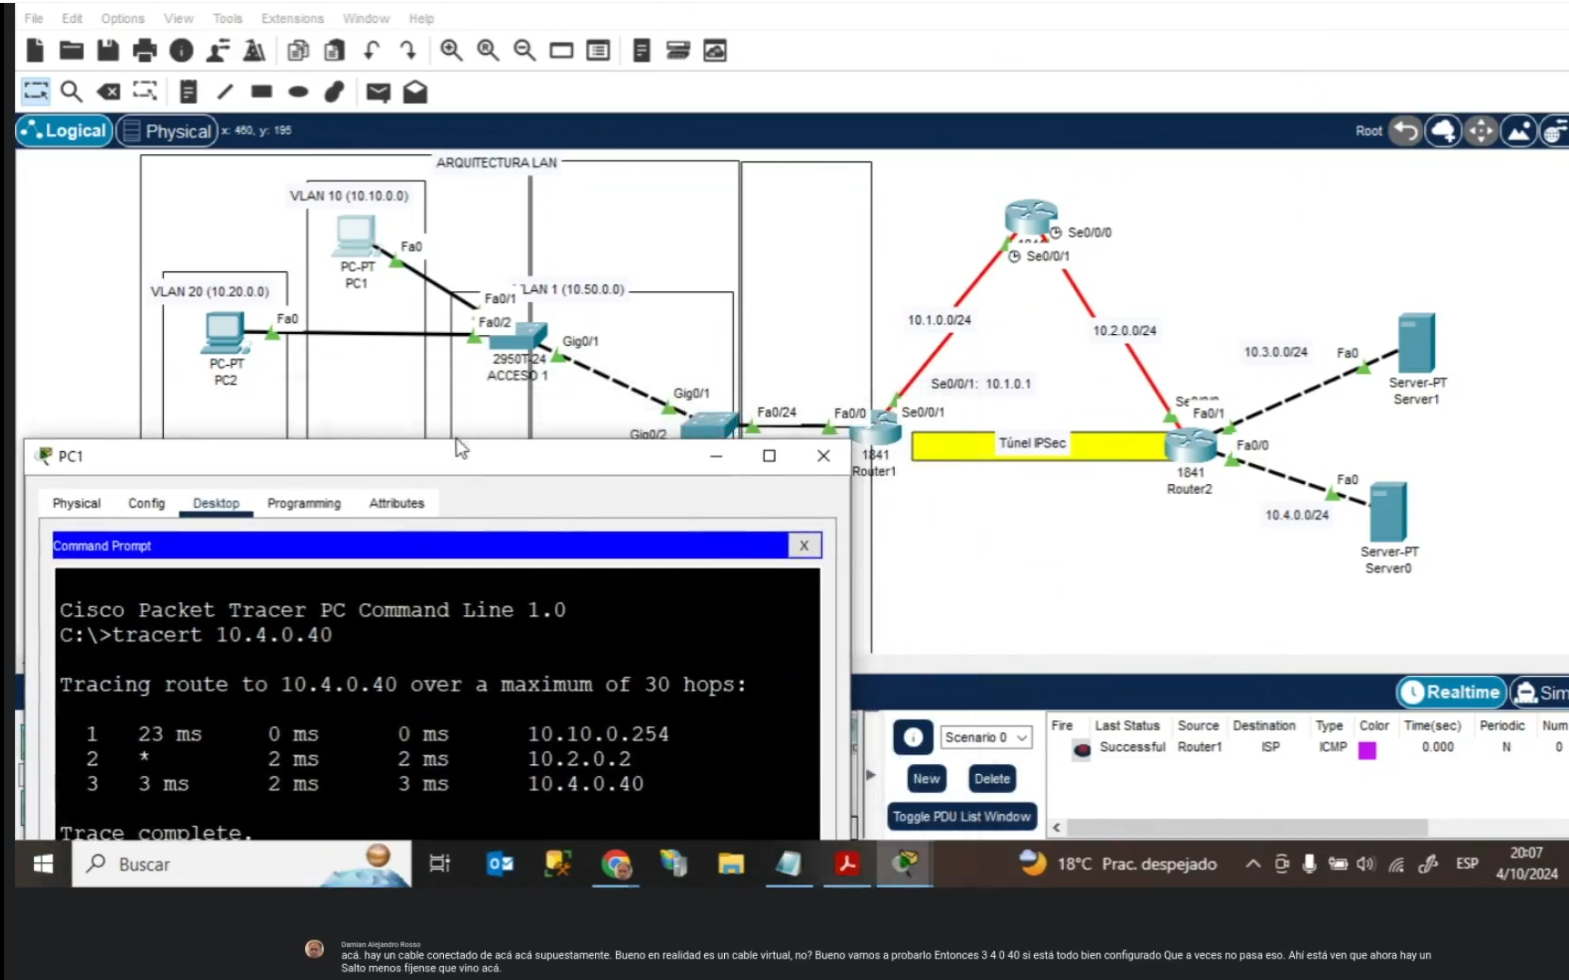 File Edit Options View Tools Extensions Window Help
Logical Physical x: 460, y: 195 Root
ARQUITECTURA LAN
VLAN 10 (10.10.0.0)
Fa0
PC-PT
PC1
VLAN 20 (10.20.0.0)
Fa0
PC-PT
PC2
LAN 1 (10.50.0.0)
Fa0/1
Fa0/2
Gig0/1
2950T-24
ACCESO 1
Gig0/1
Gig0/2
Fa0/24
Fa0/0
Se0/0/1
1841
Router1
Se0/0/0
Se0/0/1
10.1.0.0/24
10.2.0.0/24
Se0/0/1: 10.1.0.1
Túnel IPSec
Fa0/1
Fa0/0
1841
Router2
10.3.0.0/24
Fa0
Server-PT
Server1
Fa0
10.4.0.0/24
Server-PT
Server0
PC1
Physical Config Desktop Programming Attributes
Command Prompt X
Cisco Packet Tracer PC Command Line 1.0
C:\>tracert 10.4.0.40
Tracing route to 10.4.0.40 over a maximum of 30 hops:
1 23 ms 0 ms 0 ms 10.10.0.254
2 * 2 ms 2 ms 10.2.0.2
3 3 ms 2 ms 3 ms 10.4.0.40
Trace complete.
Realtime Sim
Scenario 0
New Delete
Toggle PDU List Window
Fire Last Status Source Destination Type Color Time(sec) Periodic Num
Successful Router1 ISP ICMP 0.000 N 0
Buscar
18°C Prac. despejado
ESP
20:07
4/10/2024
Damian Alejandro Rosso
acá. hay un cable conectado de acá acá supuestamente. Bueno en realidad es un cable virtual, no? Bueno vamos a probarlo Entonces 3 4 0 40 si está todo bien configurado Que a veces no pasa eso. Ahí está ven que ahora hay un
Salto menos fíjense que vino acá.